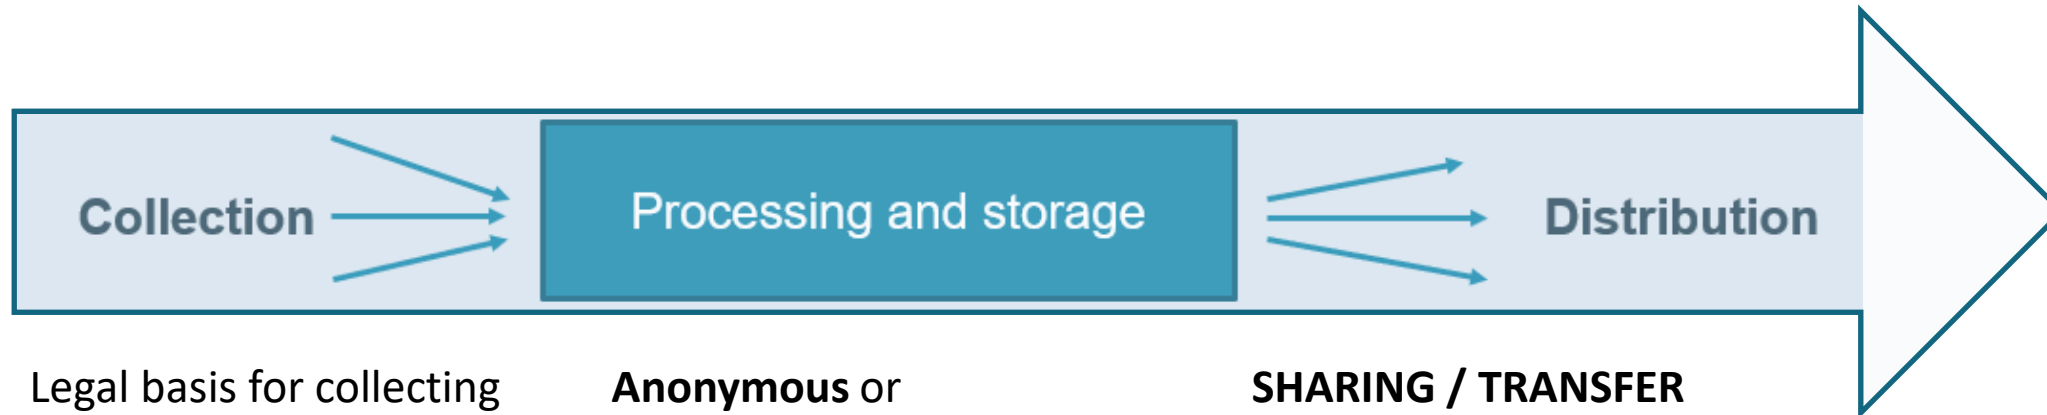 Collection
Processing and storage
Distribution
Legal basis for collecting
Anonymous or
SHARING / TRANSFER